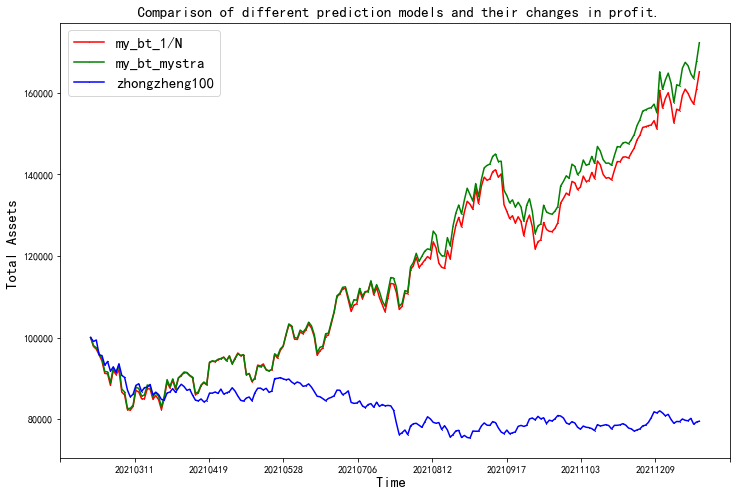 Comparison of different prediction models and their changes in profit.
my_bt_1/N
my_bt_mystra
zhongzheng100
Total Assets
160000
140000
120000
100000
80000
20210311 20210419 20210528 20210706 20210812 20210917 20211103 20211209
Time